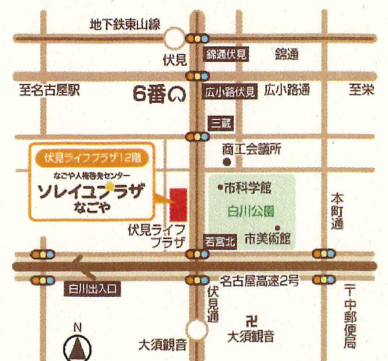 地下鉄東山線
伏見
錦通伏見
錦通
至名古屋駅
6番
広小路伏見
広小路通
至栄
三蔵
商工会議所
伏見ライフプラザ12階
なごや人権啓発センター
ソレイユプラザ
なごや
市科学館
白川公園
本町通
伏見ライフ
プラザ
若宮北
市美術館
白川出入口
名古屋高速2号
伏見通
〒中郵便局
N
大須観音
卍
大須観音